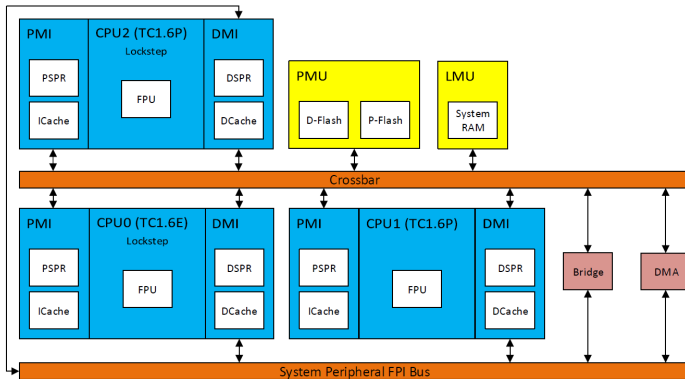 PMI
CPU2 (TC1.6P)
Lockstep
DMI
PSPR
ICache
FPU
DSPR
DCache
PMU
D-Flash
P-Flash
LMU
System
RAM
Crossbar
PMI
CPU0 (TC1.6E)
Lockstep
DMI
PSPR
ICache
FPU
DSPR
DCache
PMI
CPU1 (TC1.6P)
DMI
PSPR
ICache
FPU
DSPR
DCache
Bridge
DMA
System Peripheral FPI Bus